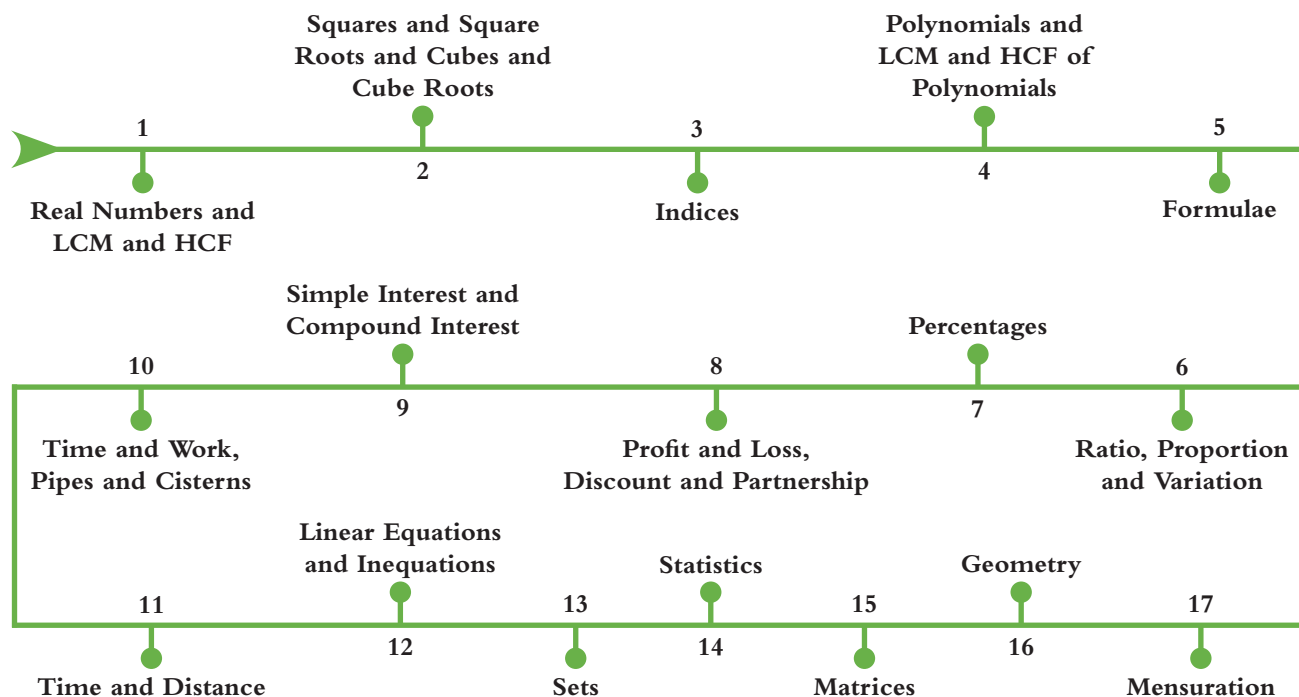 Squares and Square
Roots and Cubes and
Cube Roots
Polynomials and
LCM and HCF of
Polynomials
1
3
5
2
4
Real Numbers and
LCM and HCF
Indices
Formulae
Simple Interest and
Compound Interest
Percentages
10
8
6
9
7
Time and Work,
Pipes and Cisterns
Profit and Loss,
Discount and Partnership
Ratio, Proportion
and Variation
Linear Equations
and Inequations
Statistics
Geometry
11
13
15
17
12
14
16
Time and Distance
Sets
Matrices
Mensuration